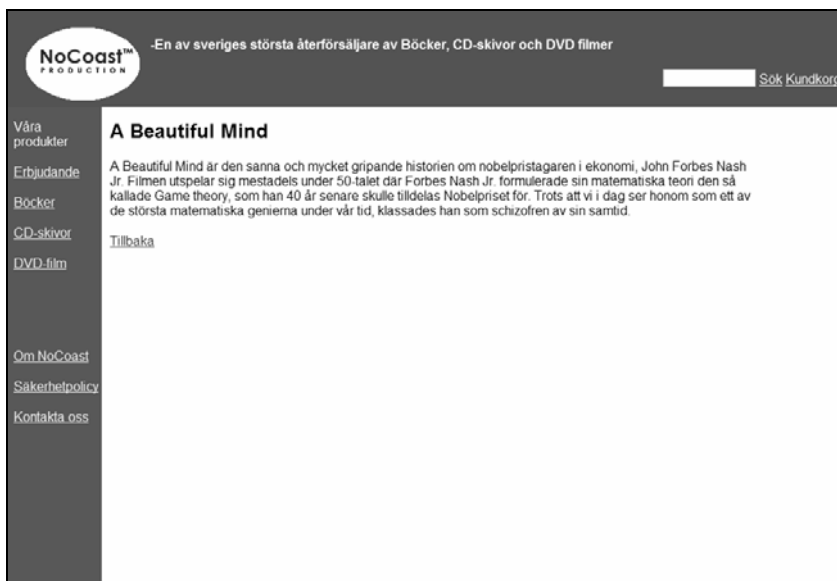 NoCoast™
PRODUCTION
-En av sveriges största återförsäljare av Böcker, CD-skivor och DVD filmer
Sök Kundkorg
Våra
produkter
Erbjudande
Böcker
CD-skivor
DVD-film
Om NoCoast
Säkerhetpolicy
Kontakta oss
A Beautiful Mind
A Beautiful Mind är den sanna och mycket gripande historien om nobelpristagaren i ekonomi, John Forbes Nash
Jr. Filmen utspelar sig mestadels under 50-talet där Forbes Nash Jr. formulerade sin matematiska teori den så
kallade Game theory, som han 40 år senare skulle tilldelas Nobelpriset för. Trots att vi i dag ser honom som ett av
de största matematiska genierna under vår tid, klassades han som schizofren av sin samtid.
Tillbaka